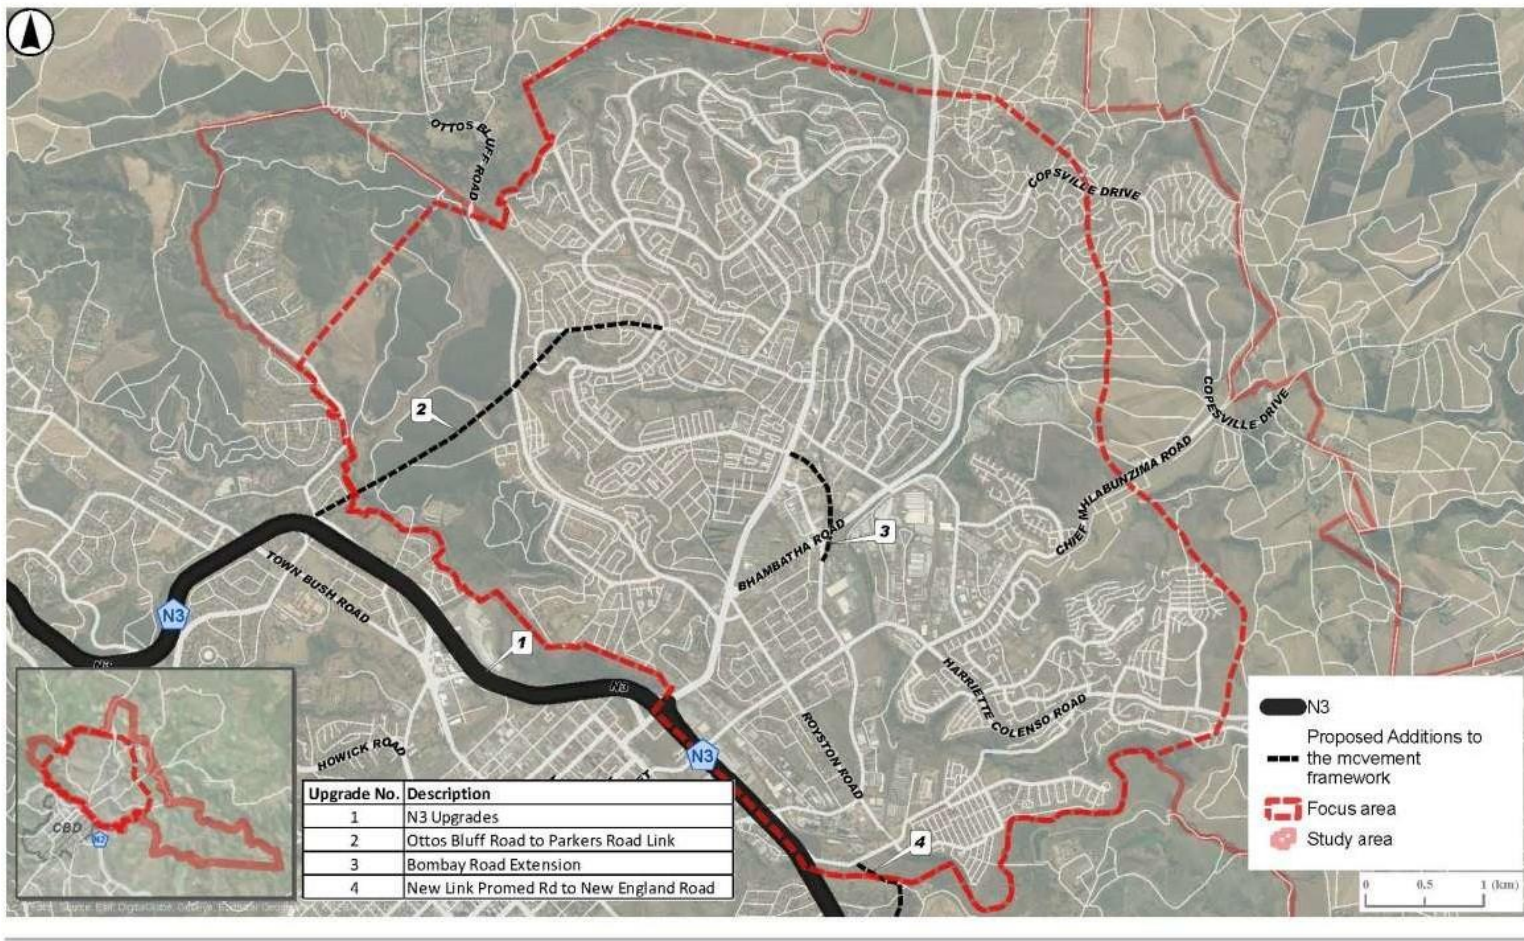 OTTOS BLUFF ROAD
COPSVILLE DRIVE
COPESVILLE DRIVE
2
CHIEF MHLABUNZIMA ROAD
3
BHAMBATHA ROAD
TOWN BUSH ROAD
N3
1
N3
N3
N3
HARRIETTE COLENSO ROAD
ROYSTON ROAD
HOWICK ROAD
4
CBD
Upgrade No. Description
1 N3 Upgrades
2 Ottos Bluff Road to Parkers Road Link
3 Bombay Road Extension
4 New Link Promed Rd to New England Road
N3
Proposed Additions to
the mcvement
framework
Focus area
Study area
0 0.5 1 (km)